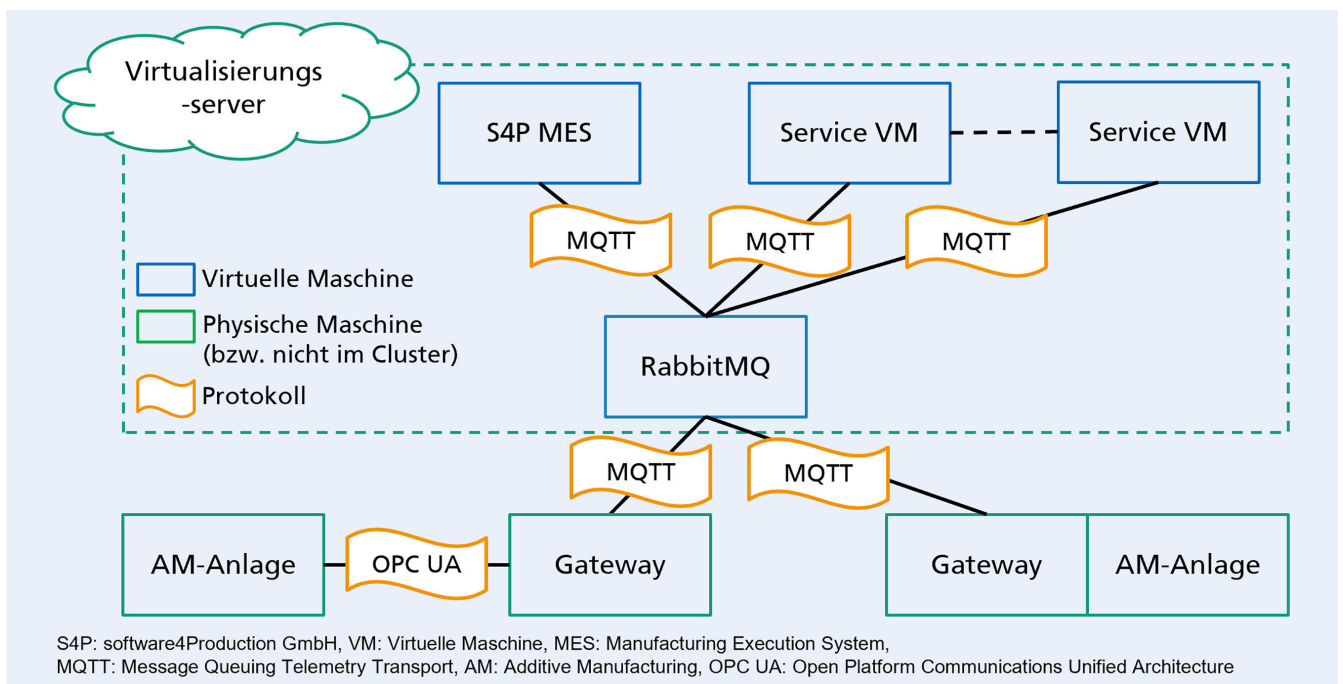 Virtualisierungs
-server
S4P MES
Service VM
Service VM
MQTT
MQTT
MQTT
Virtuelle Maschine
Physische Maschine
(bzw. nicht im Cluster)
Protokoll
RabbitMQ
MQTT
MQTT
AM-Anlage
OPC UA
Gateway
Gateway
AM-Anlage
S4P: software4Production GmbH, VM: Virtuelle Maschine, MES: Manufacturing Execution System,
MQTT: Message Queuing Telemetry Transport, AM: Additive Manufacturing, OPC UA: Open Platform Communications Unified Architecture